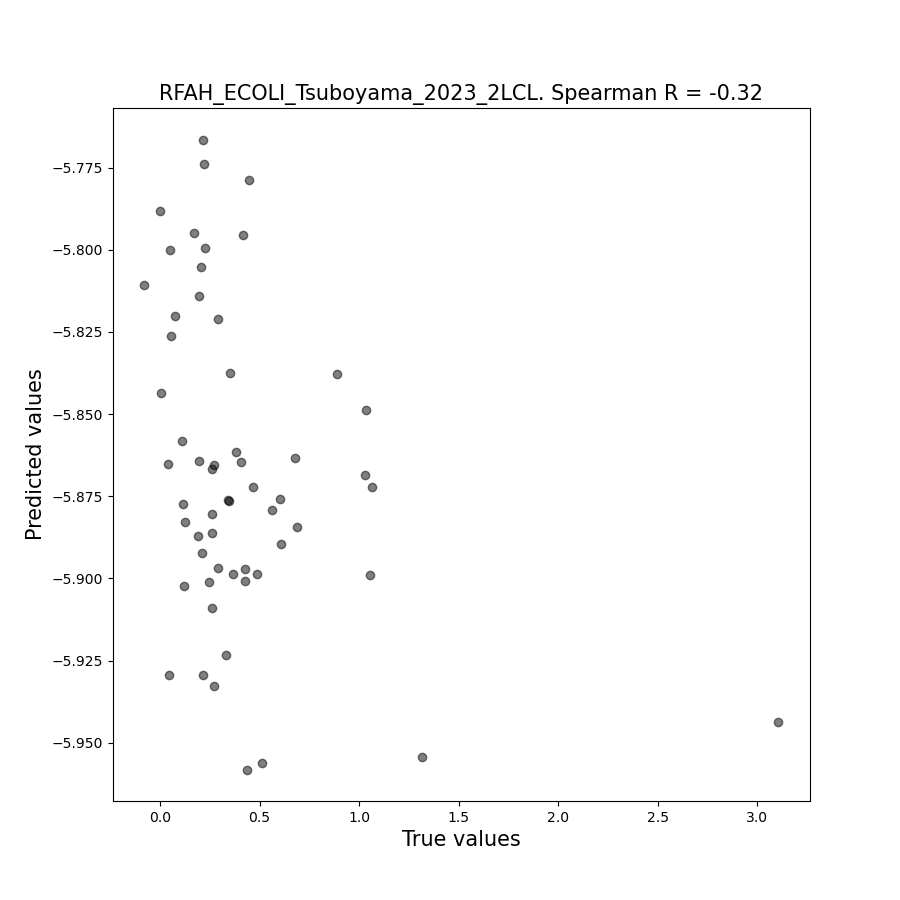 RFAH_ECOLI_Tsuboyama_2023_2LCL. Spearman R = -0.32
Predicted values
−5.775
−5.800
−5.825
−5.850
−5.875
−5.900
−5.925
−5.950
0.0 0.5 1.0 1.5 2.0 2.5 3.0
True values